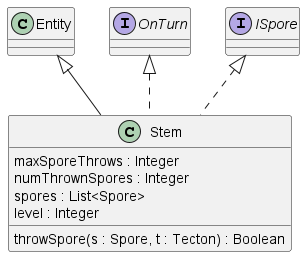 C Entity
I OnTurn
I ISpore
C Stem
maxSporeThrows : Integer
numThrownSpores : Integer
spores : List<Spore>
level : Integer
throwSpore(s : Spore, t : Tecton) : Boolean